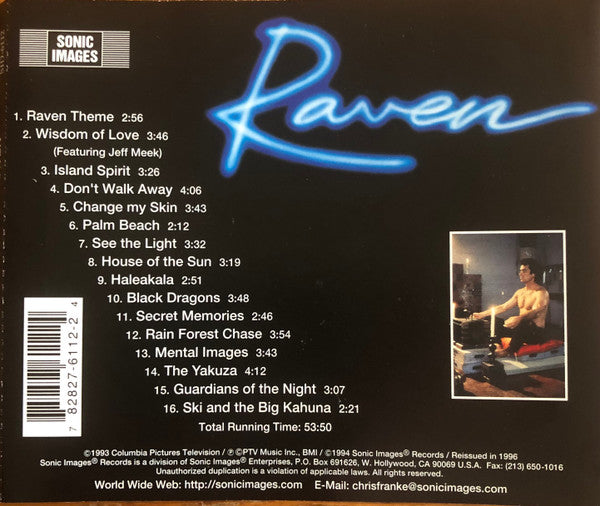 SONIC
IMAGES
Raven
1. Raven Theme 2:56
2. Wisdom of Love 3:46
(Featuring Jeff Meek)
3. Island Spirit 3:26
4. Don't Walk Away 4:06
5. Change my Skin 3:43
6. Palm Beach 2:12
7. See the Light 3:32
8. House of the Sun 3:19
9. Haleakala 2:51
10. Black Dragons 3:48
11. Secret Memories 2:46
12. Rain Forest Chase 3:54
13. Mental Images 3:43
14. The Yakuza 4:12
15. Guardians of the Night 3:07
16. Ski and the Big Kahuna 2:21
Total Running Time: 53:50
7 82827-6112-2 4
©1993 Columbia Pictures Television / ℗©PTV Music Inc., BMI / ©1994 Sonic Images® Records / Reissued in 1996
Sonic Images® Records is a division of Sonic Images® Enterprises, P.O. Box 691626, W. Hollywood, CA 90069 U.S.A. Fax: (213) 650-1016
Unauthorized duplication is a violation of applicable laws. All rights reserved.
World Wide Web: http://sonicimages.com E-Mail: chrisfranke@sonicimages.com